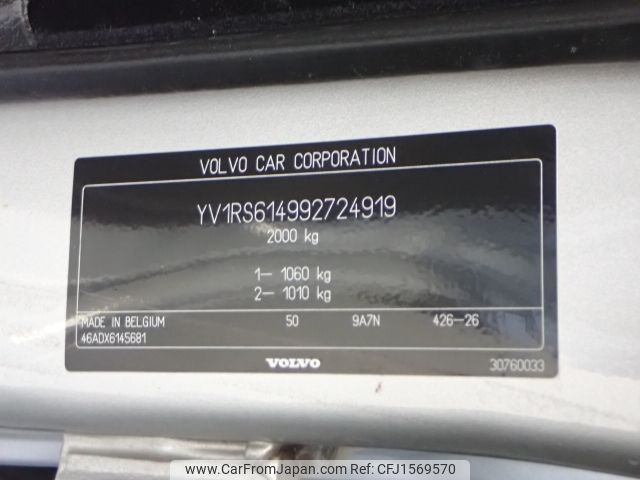 VOLVO CAR CORPORATION
YV1RS614992724919
2000 kg
1- 1060 kg
2- 1010 kg
MADE IN BELGIUM 50 9A7N 426-26
46ADX6145681
VOLVO 30760033
www.CarFromJapan.com | CFJ1569570